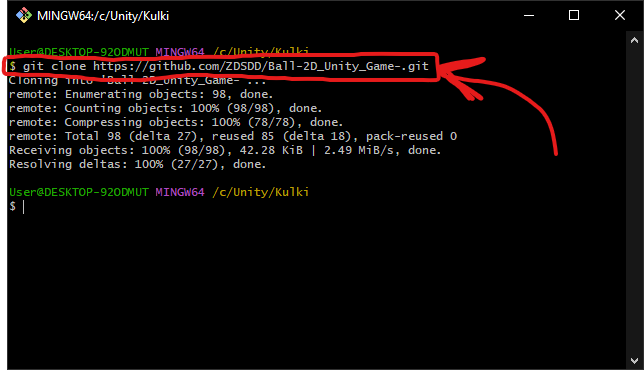 MINGW64:/c/Unity/Kulki
User@DESKTOP-92ODMUT MINGW64 /c/Unity/Kulki
$ git clone https://github.com/ZDSDD/Ball-2D_Unity_Game-.git
Cloning into 'Ball-2D_Unity_Game-'...
remote: Enumerating objects: 98, done.
remote: Counting objects: 100% (98/98), done.
remote: Compressing objects: 100% (78/78), done.
remote: Total 98 (delta 27), reused 85 (delta 18), pack-reused 0
Receiving objects: 100% (98/98), 42.28 KiB | 2.49 MiB/s, done.
Resolving deltas: 100% (27/27), done.
User@DESKTOP-92ODMUT MINGW64 /c/Unity/Kulki
$